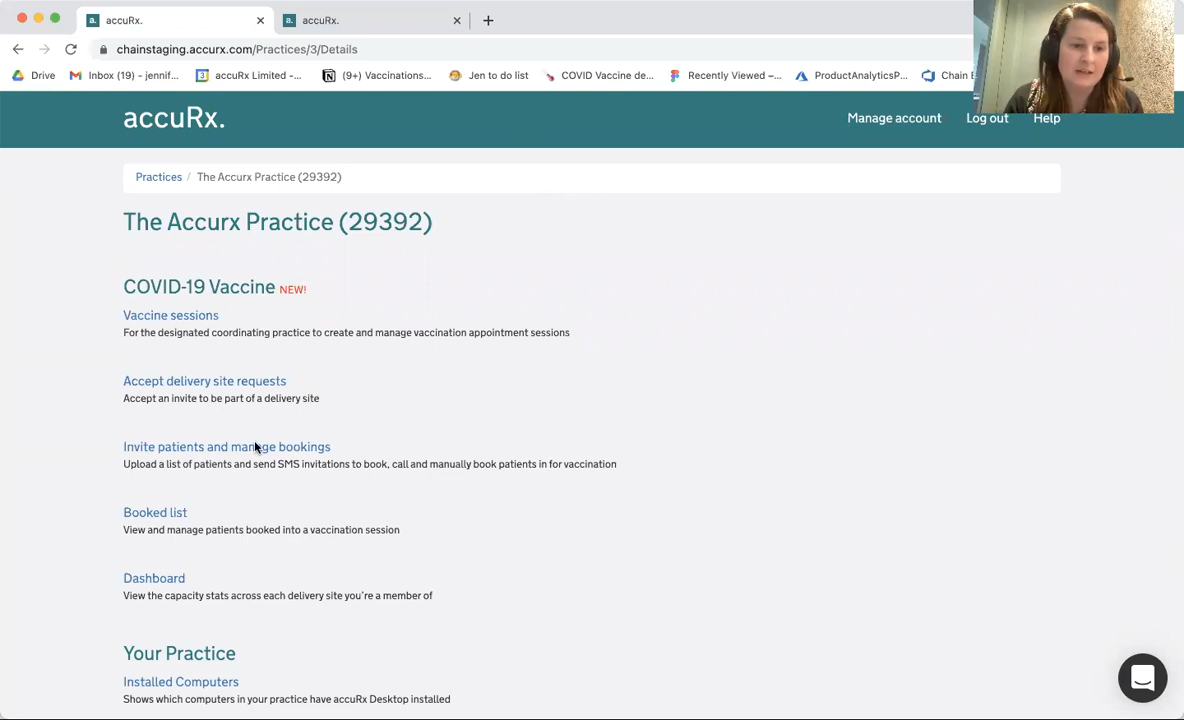 a. accuRx.
a. accuRx.
chainstaging.accurx.com/Practices/3/Details
Drive
Inbox (19) – jennif...
3 accuRx Limited –...
(9+) Vaccinations...
Jen to do list
COVID Vaccine de...
Recently Viewed –...
ProductAnalyticsP...
Chain
accuRx.
Manage account
Log out
Help
Practices / The Accurx Practice (29392)
The Accurx Practice (29392)
COVID-19 Vaccine NEW!
Vaccine sessions
For the designated coordinating practice to create and manage vaccination appointment sessions
Accept delivery site requests
Accept an invite to be part of a delivery site
Invite patients and manage bookings
Upload a list of patients and send SMS invitations to book, call and manually book patients in for vaccination
Booked list
View and manage patients booked into a vaccination session
Dashboard
View the capacity stats across each delivery site you're a member of
Your Practice
Installed Computers
Shows which computers in your practice have accuRx Desktop installed